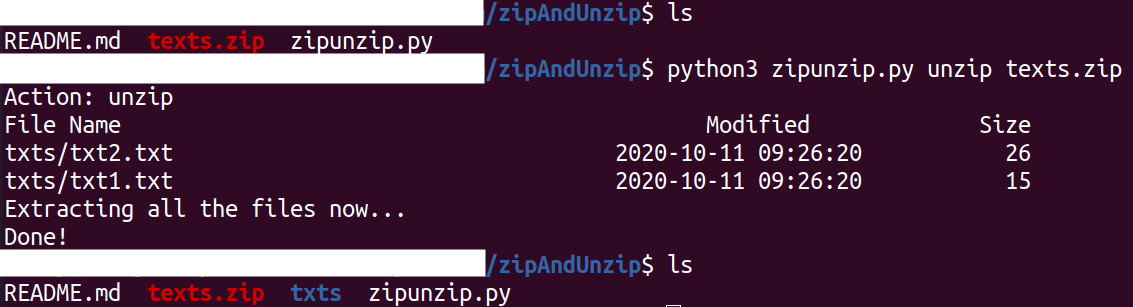 /zipAndUnzip$ ls
README.md  texts.zip  zipunzip.py
/zipAndUnzip$ python3 zipunzip.py unzip texts.zip
Action: unzip
File Name                                             Modified             Size
txts/txt2.txt                                  2020-10-11 09:26:20           26
txts/txt1.txt                                  2020-10-11 09:26:20           15
Extracting all the files now...
Done!
/zipAndUnzip$ ls
README.md  texts.zip  txts  zipunzip.py